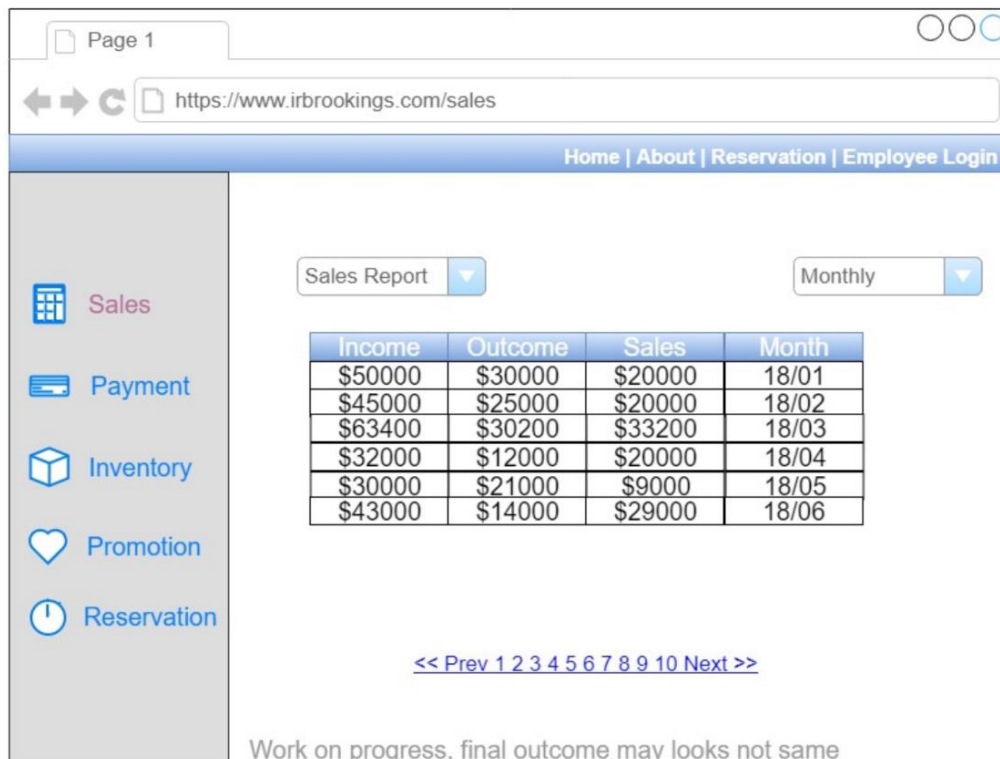 Page 1
https://www.irbrookings.com/sales
Home | About | Reservation | Employee Login
Sales
Payment
Inventory
Promotion
Reservation
Sales Report
Monthly
Income Outcome Sales Month
$50000 $30000 $20000 18/01
$45000 $25000 $20000 18/02
$63400 $30200 $33200 18/03
$32000 $12000 $20000 18/04
$30000 $21000 $9000 18/05
$43000 $14000 $29000 18/06
<< Prev 1 2 3 4 5 6 7 8 9 10 Next >>
Work on progress, final outcome may looks not same